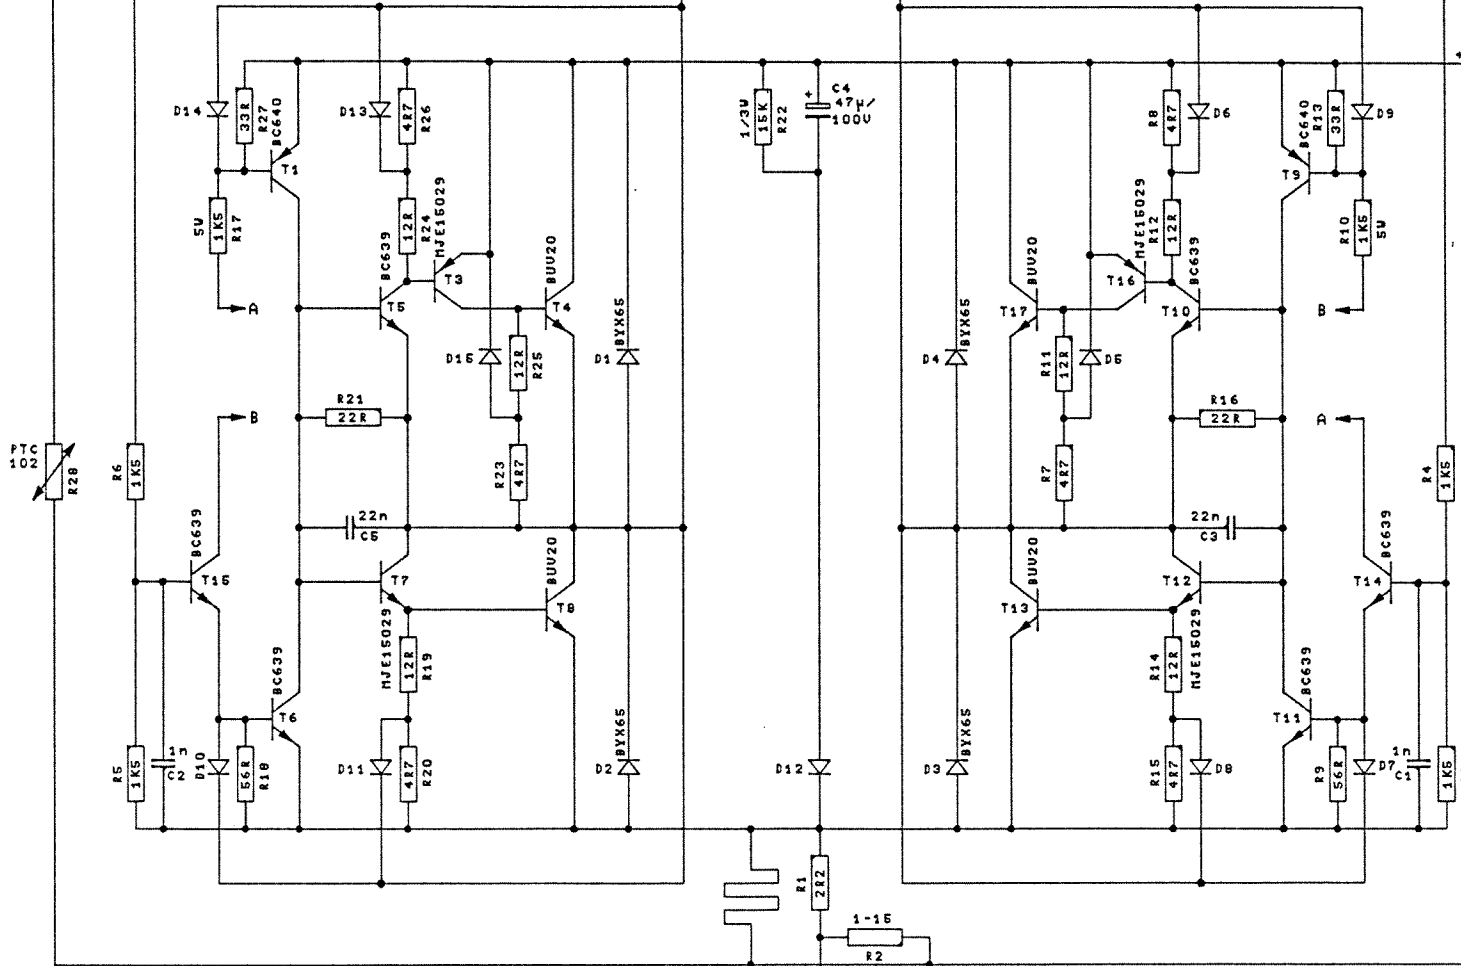 D14
33R
R27
BC640
T1
D13
4R7
R26
1/3W
15K
R22
+
C4
47µ/
100V
R8
4R7
D6
BC640
R13
33R
D9
T9
+
5W
1K5
R17
12R
R24
MJE15029
BC639
T3
T5
BUV20
T4
A
D15
12R
R25
D1
BYX65
BUV20
T17
D4
BYX65
R11
12R
D5
MJE15029
R12
12R
T16
BC639
T10
R10
1K5
5W
B
B
R21
22R
R16
22R
A
PTC
102
R28
R6
1K5
R23
4R7
R7
4R7
R4
1K5
22n
C5
22n
C3
BC639
T15
T7
BUV20
T8
BUV20
T13
T12
BC639
T14
MJE15029
12R
R19
R14
12R
MJE15029
BC639
T6
BC639
T11
R5
1K5
1n
C2
D10
56R
R18
D11
4R7
R20
D2
BYX65
D12
D3
BYX65
R15
4R7
D8
R9
56R
D7
1n
C1
1K5
R1
2R2
1-15
R2